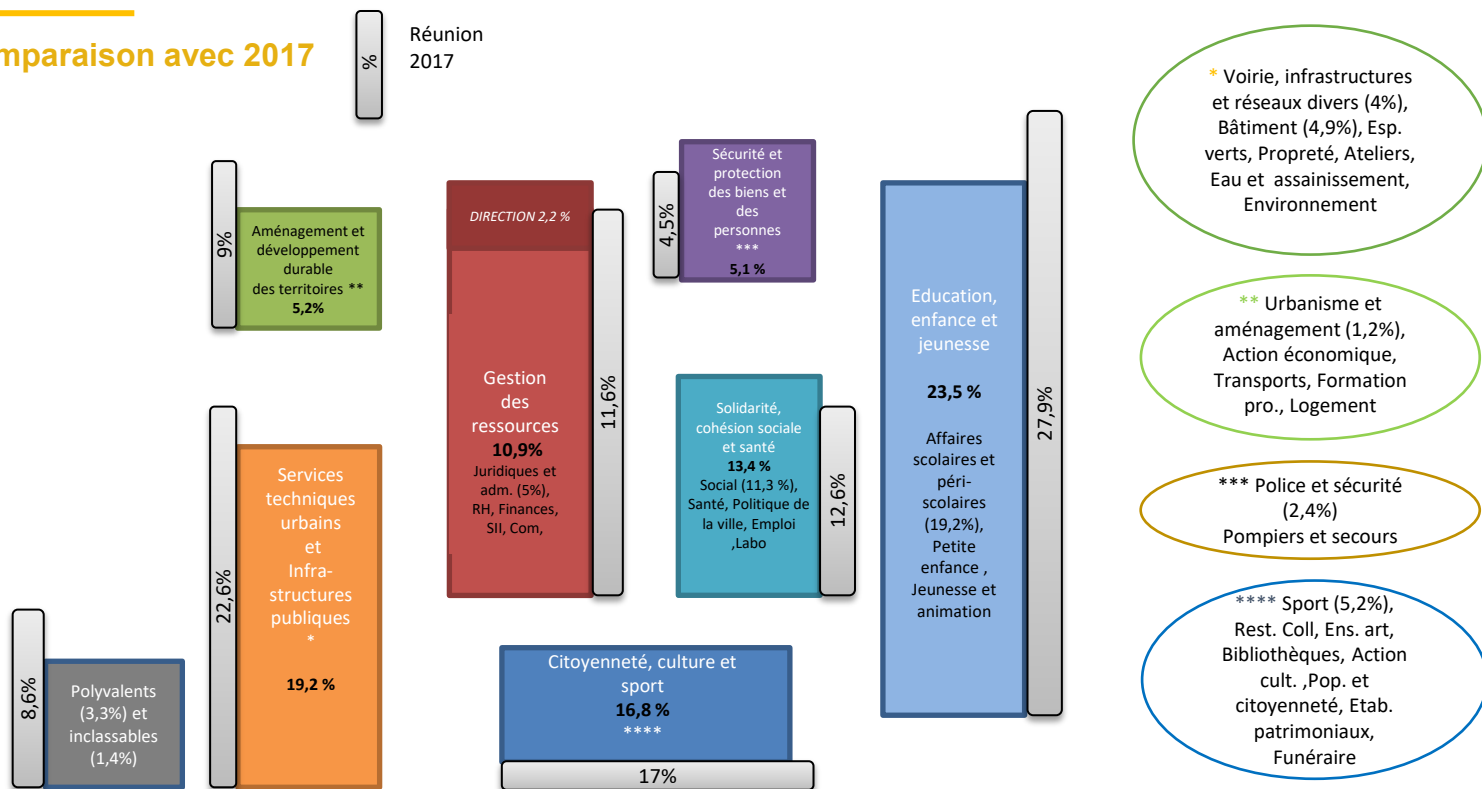 mparaison avec 2017
%
Réunion
2017
9%
Aménagement et
développement
durable
des territoires **
5,2%
DIRECTION 2,2 %
Gestion
des
ressources
10,9%
Juridiques et
adm. (5%),
RH, Finances,
SII, Com,
11,6%
4,5%
Sécurité et
protection
des biens et
des
personnes
***
5,1 %
Education,
enfance et
jeunesse
23,5 %
Affaires
scolaires et
péri-
scolaires
(19,2%),
Petite
enfance ,
Jeunesse et
animation
27,9%
Solidarité,
cohésion sociale
et santé
13,4 %
Social (11,3 %),
Santé, Politique de
la ville, Emploi
,Labo
12,6%
22,6%
Services
techniques
urbains
et
Infra-
structures
publiques
*
19,2 %
8,6%
Polyvalents
(3,3%) et
inclassables
(1,4%)
Citoyenneté, culture et
sport
16,8 %
****
17%
* Voirie, infrastructures
et réseaux divers (4%),
Bâtiment (4,9%), Esp.
verts, Propreté, Ateliers,
Eau et assainissement,
Environnement
** Urbanisme et
aménagement (1,2%),
Action économique,
Transports, Formation
pro., Logement
*** Police et sécurité
(2,4%)
Pompiers et secours
**** Sport (5,2%),
Rest. Coll, Ens. art,
Bibliothèques, Action
cult. ,Pop. et
citoyenneté, Etab.
patrimoniaux,
Funéraire